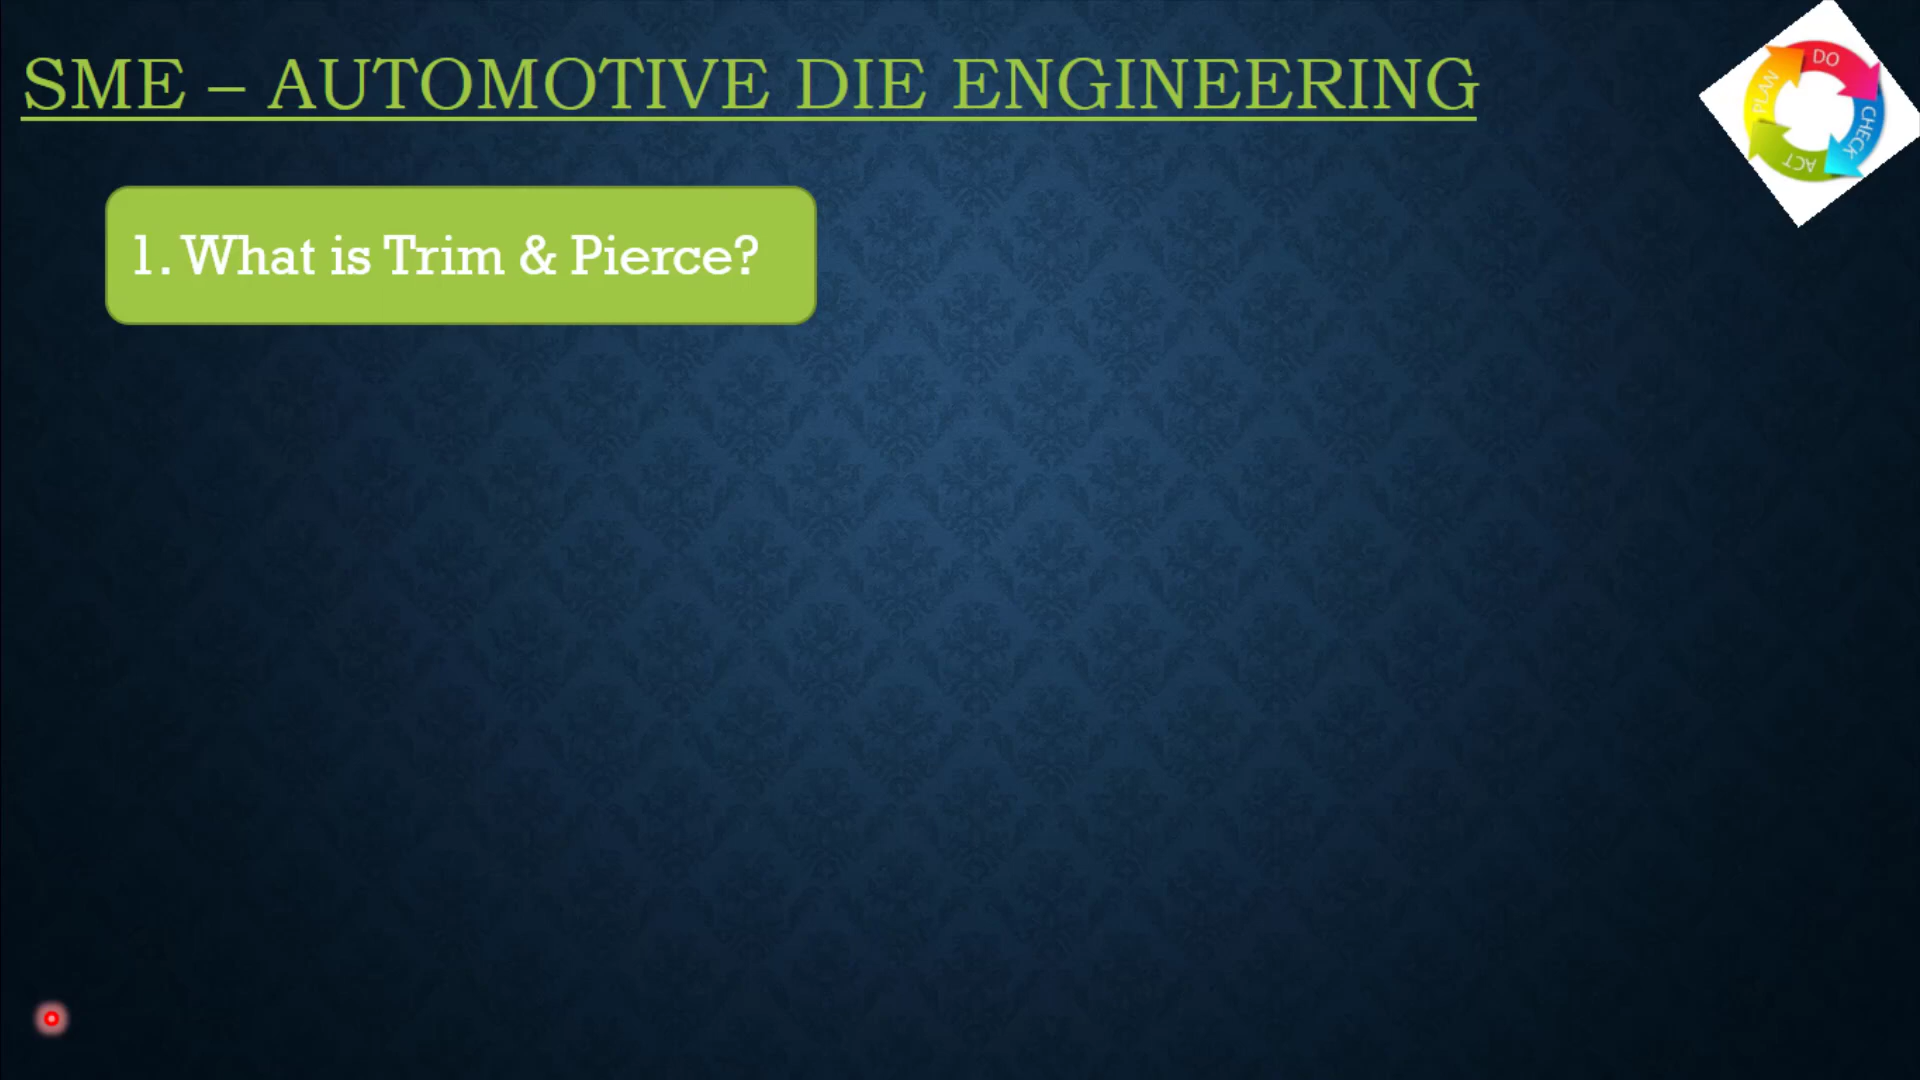 SME – AUTOMOTIVE DIE ENGINEERING
DO
PLAN
CHECK
ACT
1. What is Trim & Pierce?